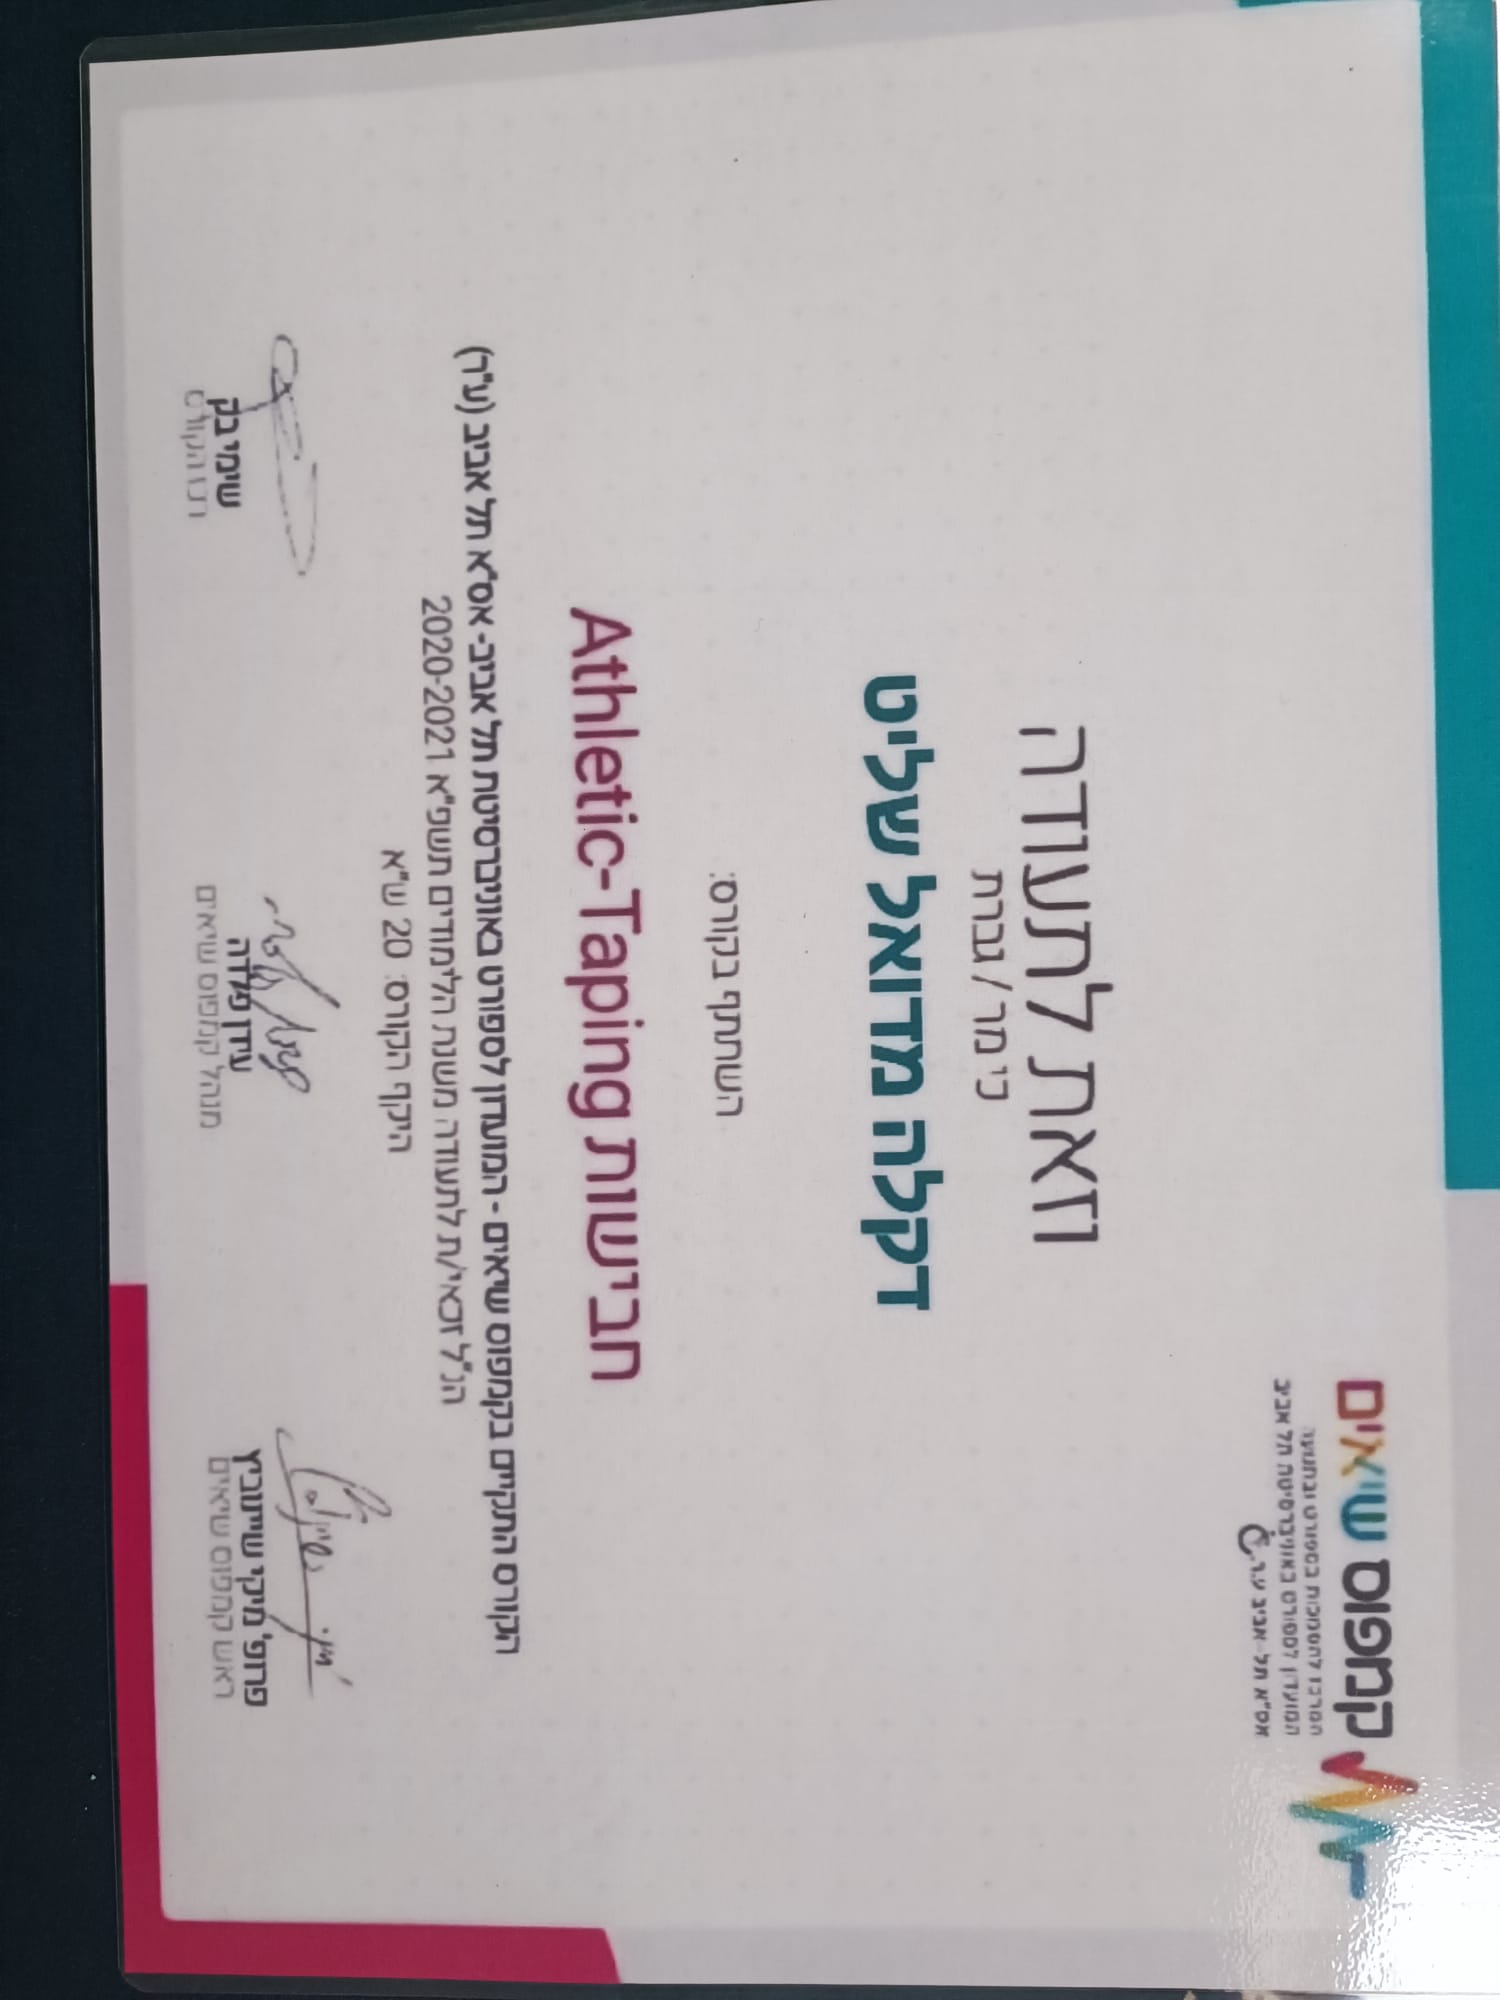 קמפוס שיאים
המרכז להסמכות בספורט ובתנועה
המועדון לספורט באוניברסיטת תל אביב
אס"א תל-אביב ע.ר.
וזאת לתעודה
כי מר / גברת
דקלה מדואל שליט
השתתף בקורס:
חבישות Athletic-Taping
הקורס התקיים בקמפוס שיאים - המועדון לספורט באוניברסיטת תל אביב- אס"א תל אביב (ע"ר)
הנ"ל זכאי/ת לתעודה משנת הלימודים תשפ"א 2020-2021
היקף הקורס: 20 ש"א
פרופ' מיקי שיינוביץ
ראש קמפוס שיאים
עידן פלדה
מנהל קמפוס שיאים
שימי בק
רכז הקורס